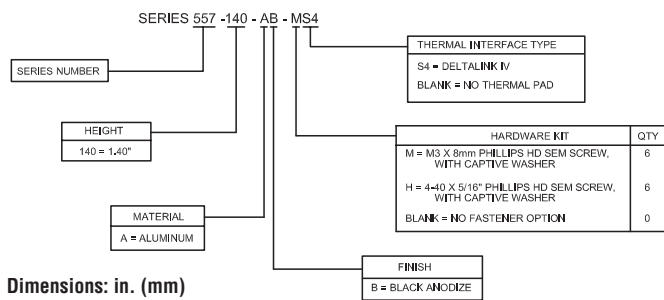 SERIES 557 -140 - AB - MS4
THERMAL INTERFACE TYPE
S4 = DELTALINK IV
BLANK = NO THERMAL PAD
SERIES NUMBER
HEIGHT
140 = 1.40"
HARDWARE KIT QTY
M = M3 X 8mm PHILLIPS HD SEM SCREW, 6
WITH CAPTIVE WASHER
H = 4-40 X 5/16" PHILLIPS HD SEM SCREW, 6
WITH CAPTIVE WASHER
BLANK = NO FASTENER OPTION 0
MATERIAL
A = ALUMINUM
FINISH
B = BLACK ANODIZE
Dimensions: in. (mm)